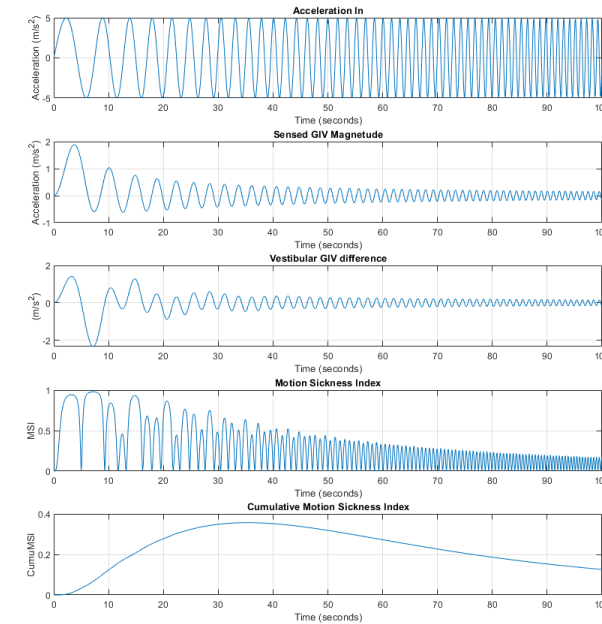 Acceleration In
Acceleration (m/s²)
5
0
-5
0 10 20 30 40 50 60 70 80 90 100
Time (seconds)
Sensed GIV Magnetude
Acceleration (m/s²)
2
1
0
-1
0 10 20 30 40 50 60 70 80 90 100
Time (seconds)
Vestibular GIV difference
(m/s²)
2
0
-2
0 10 20 30 40 50 60 70 80 90 100
Time (seconds)
Motion Sickness Index
MSI
1
0.5
0
0 10 20 30 40 50 60 70 80 90 100
Time (seconds)
Cumulative Motion Sickness Index
CumuMSI
0.4
0.2
0
0 10 20 30 40 50 60 70 80 90 100
Time (seconds)